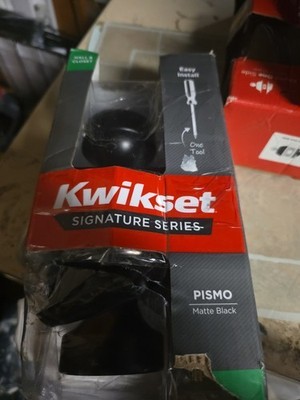 Easy
Install
One
Tool
Kwikset
SIGNATURE SERIES
PISMO
Matte Black